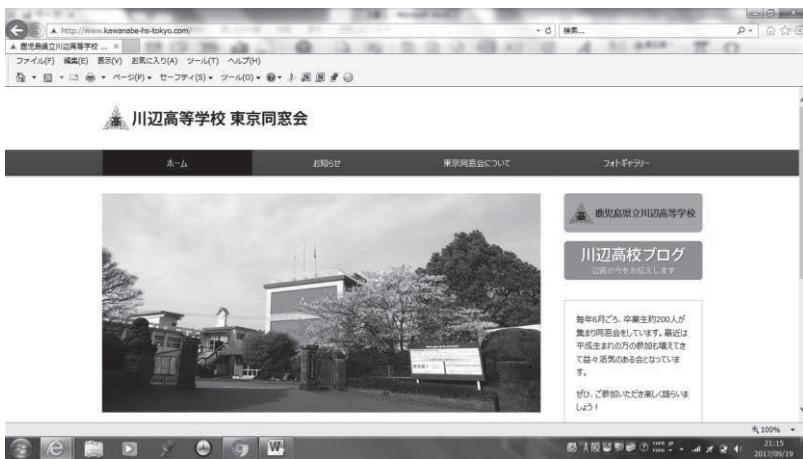 http://www.kawanabe-hs-tokyo.com/
検索...
鹿児島県立川辺高等学校 ...
ファイル(F) 編集(E) 表示(V) お気に入り(A) ツール(T) ヘルプ(H)
ページ(P) セーフティ(S) ツール(O)
川辺高等学校 東京同窓会
ホーム お知らせ 東京同窓会について フォトギャラリー
鹿児島県立川辺高等学校
川辺高校ブログ
辺高の今をお伝えします
毎年6月ごろ、卒業生約200人が
集まり同窓会をしています。最近は
平成生まれの方の参加も増えてき
て益々活気のある会となっていま
す。
ぜひ、ご参加いただき楽しく語らいま
しょう！
100%
21:15
2017/09/19